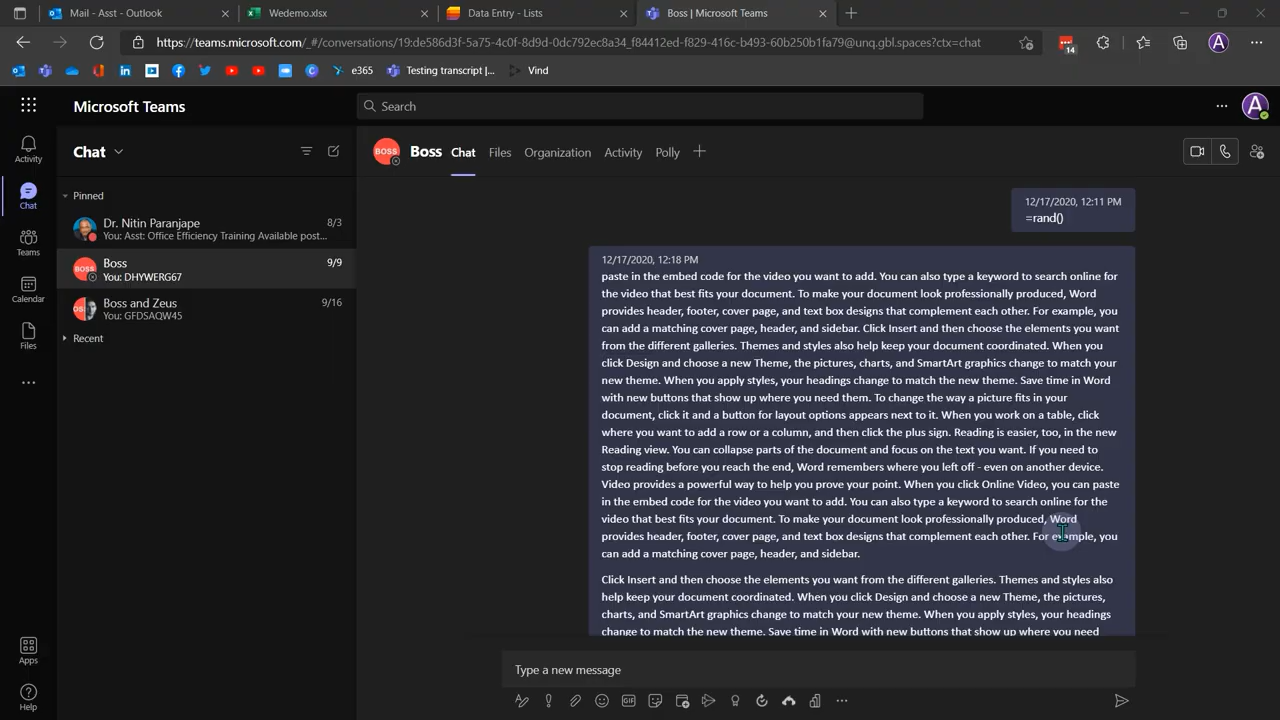 Mail - Asst - Outlook
Wedemo.xlsx
Data Entry - Lists
Boss | Microsoft Teams
https://teams.microsoft.com/_#/conversations/19:de586d3f-5a75-4c0f-8d9d-0dc792ec8a34_f84412ed-f829-416c-b493-60b250b1fa79@unq.gbl.spaces?ctx=chat
14
A
e365
Testing transcript |...
Vind
Microsoft Teams
Search
A
Activity
Chat
Teams
Calendar
Files
Apps
Help
Chat
Pinned
Dr. Nitin Paranjape 8/3
You: Asst: Office Efficiency Training Available post...
BOSS
Boss 9/9
You: DHYWERG67
Boss and Zeus 9/16
You: GFDSAQW45
Recent
BOSS Boss Chat Files Organization Activity Polly
12/17/2020, 12:11 PM
=rand()
12/17/2020, 12:18 PM
paste in the embed code for the video you want to add. You can also type a keyword to search online for
the video that best fits your document. To make your document look professionally produced, Word
provides header, footer, cover page, and text box designs that complement each other. For example, you
can add a matching cover page, header, and sidebar. Click Insert and then choose the elements you want
from the different galleries. Themes and styles also help keep your document coordinated. When you
click Design and choose a new Theme, the pictures, charts, and SmartArt graphics change to match your
new theme. When you apply styles, your headings change to match the new theme. Save time in Word
with new buttons that show up where you need them. To change the way a picture fits in your
document, click it and a button for layout options appears next to it. When you work on a table, click
where you want to add a row or a column, and then click the plus sign. Reading is easier, too, in the new
Reading view. You can collapse parts of the document and focus on the text you want. If you need to
stop reading before you reach the end, Word remembers where you left off - even on another device.
Video provides a powerful way to help you prove your point. When you click Online Video, you can paste
in the embed code for the video you want to add. You can also type a keyword to search online for the
video that best fits your document. To make your document look professionally produced, Word
provides header, footer, cover page, and text box designs that complement each other. For example, you
can add a matching cover page, header, and sidebar.
Click Insert and then choose the elements you want from the different galleries. Themes and styles also
help keep your document coordinated. When you click Design and choose a new Theme, the pictures,
charts, and SmartArt graphics change to match your new theme. When you apply styles, your headings
change to match the new theme. Save time in Word with new buttons that show up where you need
Type a new message
GIF